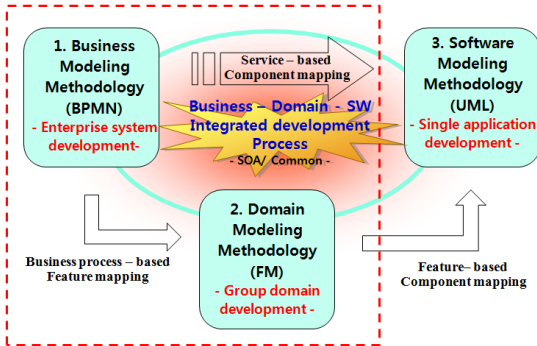 1. Business
Modeling
Methodology
(BPMN)
- Enterprise system
development-
Service – based
Component mapping
3. Software
Modeling
Methodology
(UML)
- Single application
development -
Business – Domain - SW
Integrated development
Process
- SOA/ Common -
2. Domain
Modeling
Methodology
(FM)
- Group domain
development -
Business process – based
Feature mapping
Feature– based
Component mapping